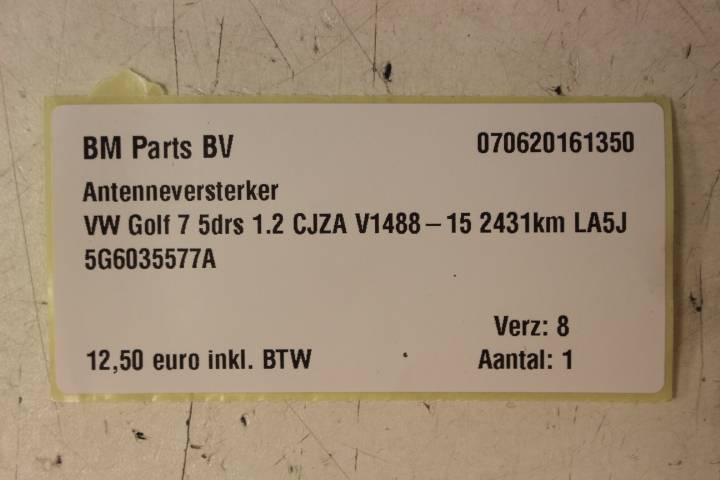 BM Parts BV 070620161350
Antenneversterker
VW Golf 7 5drs 1.2 CJZA V1488 – 15 2431km LA5J
5G6035577A
Verz: 8
12,50 euro inkl. BTW Aantal: 1